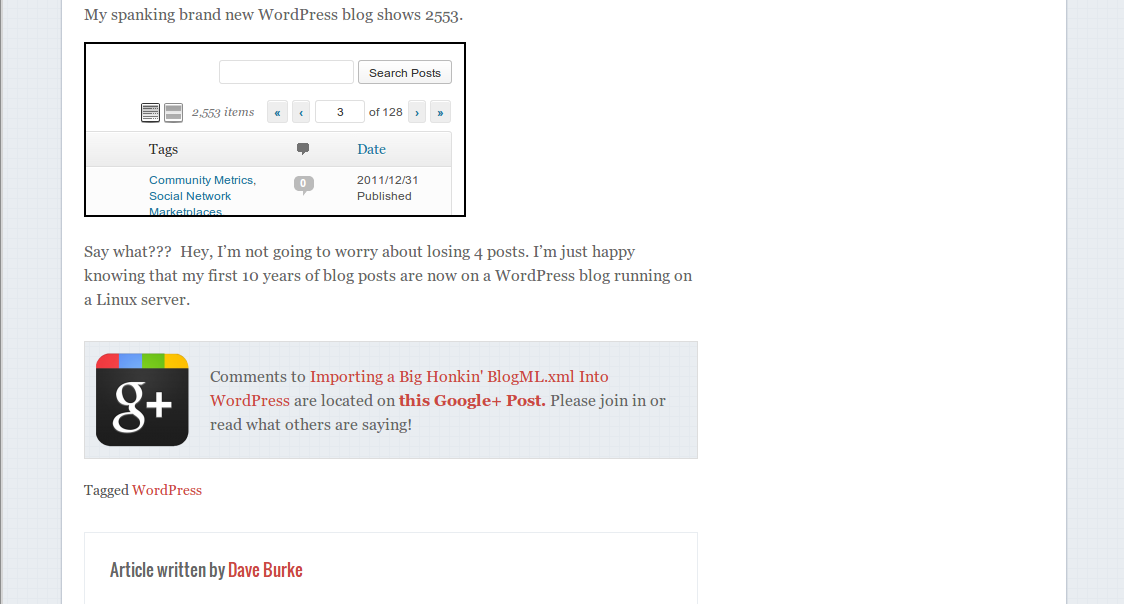 My spanking brand new WordPress blog shows 2553.
Search Posts
2,553 items « ‹ 3 of 128 › »
Tags Date
Community Metrics, 0 2011/12/31
Social Network Published
Marketplaces
Say what??? Hey, I'm not going to worry about losing 4 posts. I'm just happy
knowing that my first 10 years of blog posts are now on a WordPress blog running on
a Linux server.
g+
Comments to Importing a Big Honkin' BlogML.xml Into
WordPress are located on this Google+ Post. Please join in or
read what others are saying!
Tagged WordPress
Article written by Dave Burke